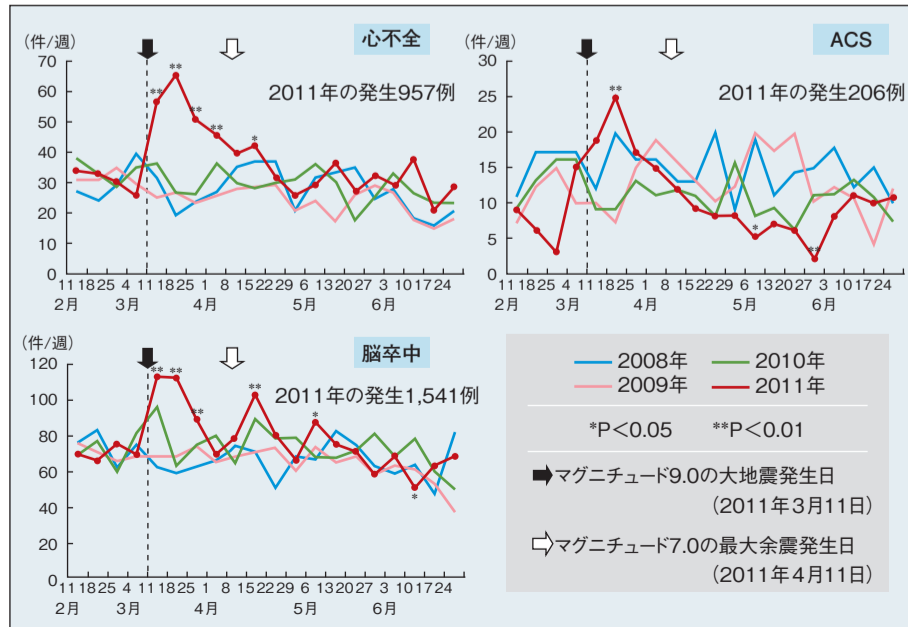 (件/週)
心不全
2011年の発生957例
70
60
50
40
30
20
10
0
** ** ** ** *
11 18 25 4 11 18 25 1 8 15 22 29 6 13 20 27 3 10 17 24
2月 3月 4月 5月 6月
(件/週)
ACS
2011年の発生206例
30
25
20
15
10
5
0
** * **
11 18 25 4 11 18 25 1 8 15 22 29 6 13 20 27 3 10 17 24
2月 3月 4月 5月 6月
(件/週)
脳卒中
2011年の発生1,541例
120
100
80
60
40
20
0
** ** ** ** * *
11 18 25 4 11 18 25 1 8 15 22 29 6 13 20 27 3 10 17 24
2月 3月 4月 5月 6月
2008年 2010年
2009年 2011年
*P<0.05 **P<0.01
マグニチュード9.0の大地震発生日
(2011年3月11日)
マグニチュード7.0の最大余震発生日
(2011年4月11日)